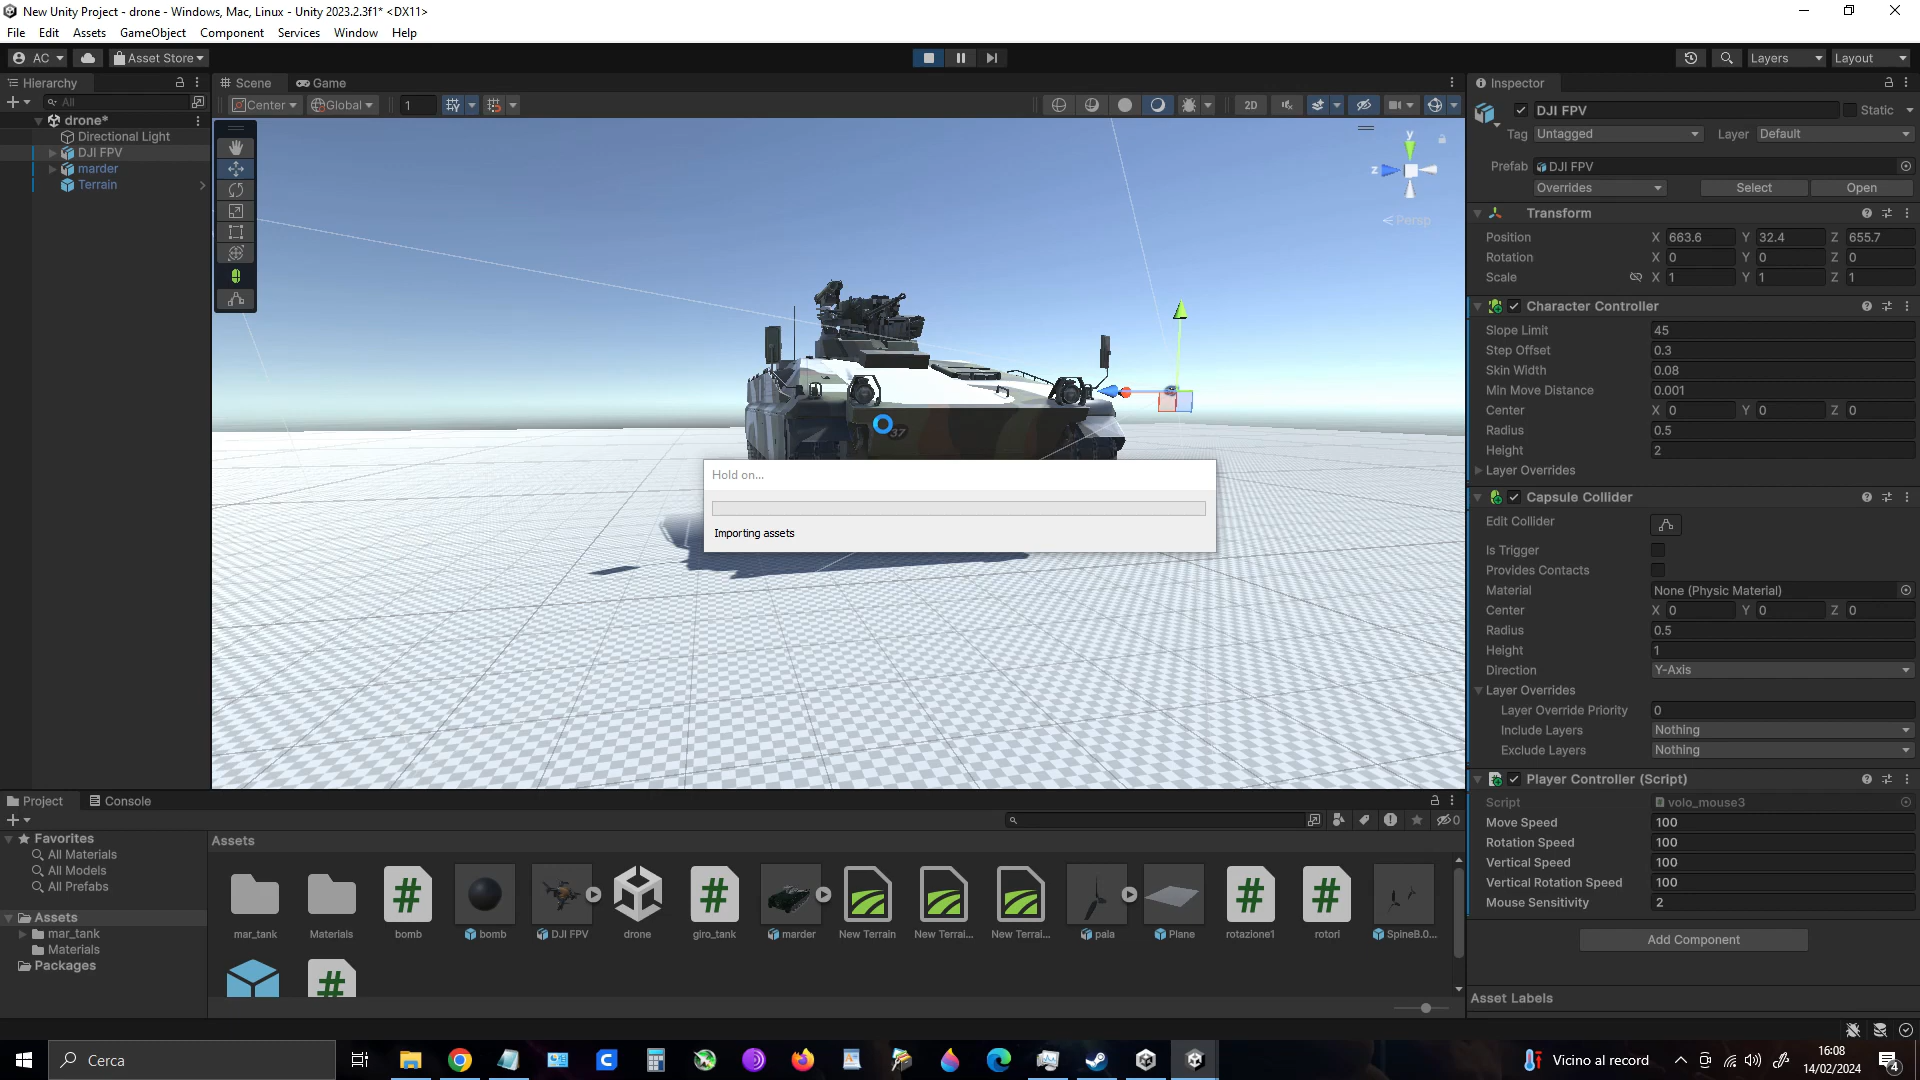 New Unity Project - drone - Windows, Mac, Linux - Unity 2023.2.3f1* <DX11>
File Edit Assets GameObject Component Services Window Help
AC Asset Store Layers Layout
Hierarchy
All
drone*
Directional Light
DJI FPV
marder
Terrain
Scene Game
Center Global 1 2D
y
z
Persp
37
Hold on...
Importing assets
Inspector
DJI FPV Static
Tag Untagged Layer Default
Prefab DJI FPV
Overrides Select Open
Transform
Position X 663.6 Y 32.4 Z 655.7
Rotation X 0 Y 0 Z 0
Scale X 1 Y 1 Z 1
Character Controller
Slope Limit 45
Step Offset 0.3
Skin Width 0.08
Min Move Distance 0.001
Center X 0 Y 0 Z 0
Radius 0.5
Height 2
Layer Overrides
Capsule Collider
Edit Collider
Is Trigger
Provides Contacts
Material None (Physic Material)
Center X 0 Y 0 Z 0
Radius 0.5
Height 1
Direction Y-Axis
Layer Overrides
Layer Override Priority 0
Include Layers Nothing
Exclude Layers Nothing
Player Controller (Script)
Script volo_mouse3
Move Speed 100
Rotation Speed 100
Vertical Speed 100
Vertical Rotation Speed 100
Mouse Sensitivity 2
Add Component
Asset Labels
Project Console
0
Favorites
All Materials
All Models
All Prefabs
Assets
mar_tank
Materials
Packages
Assets
mar_tank Materials bomb bomb DJI FPV drone giro_tank marder New Terrain New Terrai... New Terrai... pala Plane rotazione1 rotori SpineB.0...
Cerca
Vicino al record
16:08
14/02/2024
4